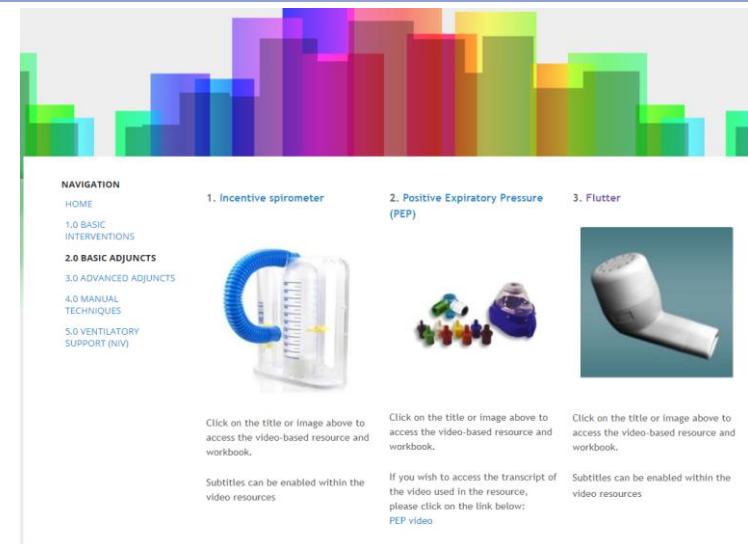 NAVIGATION
HOME
1.0 BASIC
INTERVENTIONS
2.0 BASIC ADJUNCTS
3.0 ADVANCED ADJUNCTS
4.0 MANUAL
TECHNIQUES
5.0 VENTILATORY
SUPPORT (NIV)
1. Incentive spirometer
Click on the title or image above to
access the video-based resource and
workbook.
Subtitles can be enabled within the
video resources
2. Positive Expiratory Pressure
(PEP)
Click on the title or image above to
access the video-based resource and
workbook.
If you wish to access the transcript of
the video used in the resource,
please click on the link below:
PEP video
3. Flutter
Click on the title or image above to
access the video-based resource and
workbook.
Subtitles can be enabled within the
video resources